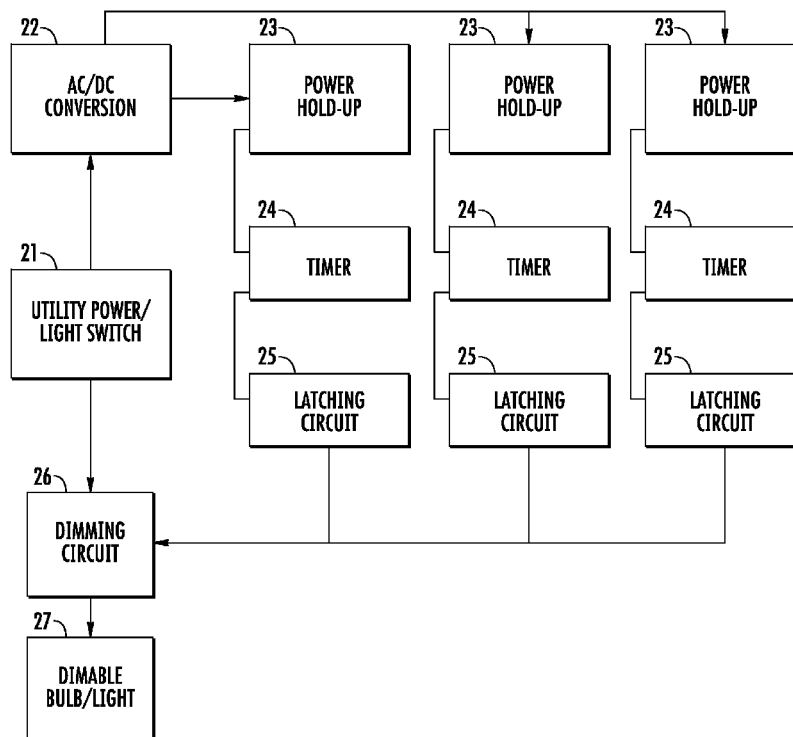 22
AC/DC
CONVERSION
23
POWER
HOLD-UP
23
POWER
HOLD-UP
23
POWER
HOLD-UP
21
UTILITY POWER/
LIGHT SWITCH
24
TIMER
24
TIMER
24
TIMER
25
LATCHING
CIRCUIT
25
LATCHING
CIRCUIT
25
LATCHING
CIRCUIT
26
DIMMING
CIRCUIT
27
DIMABLE
BULB/LIGHT